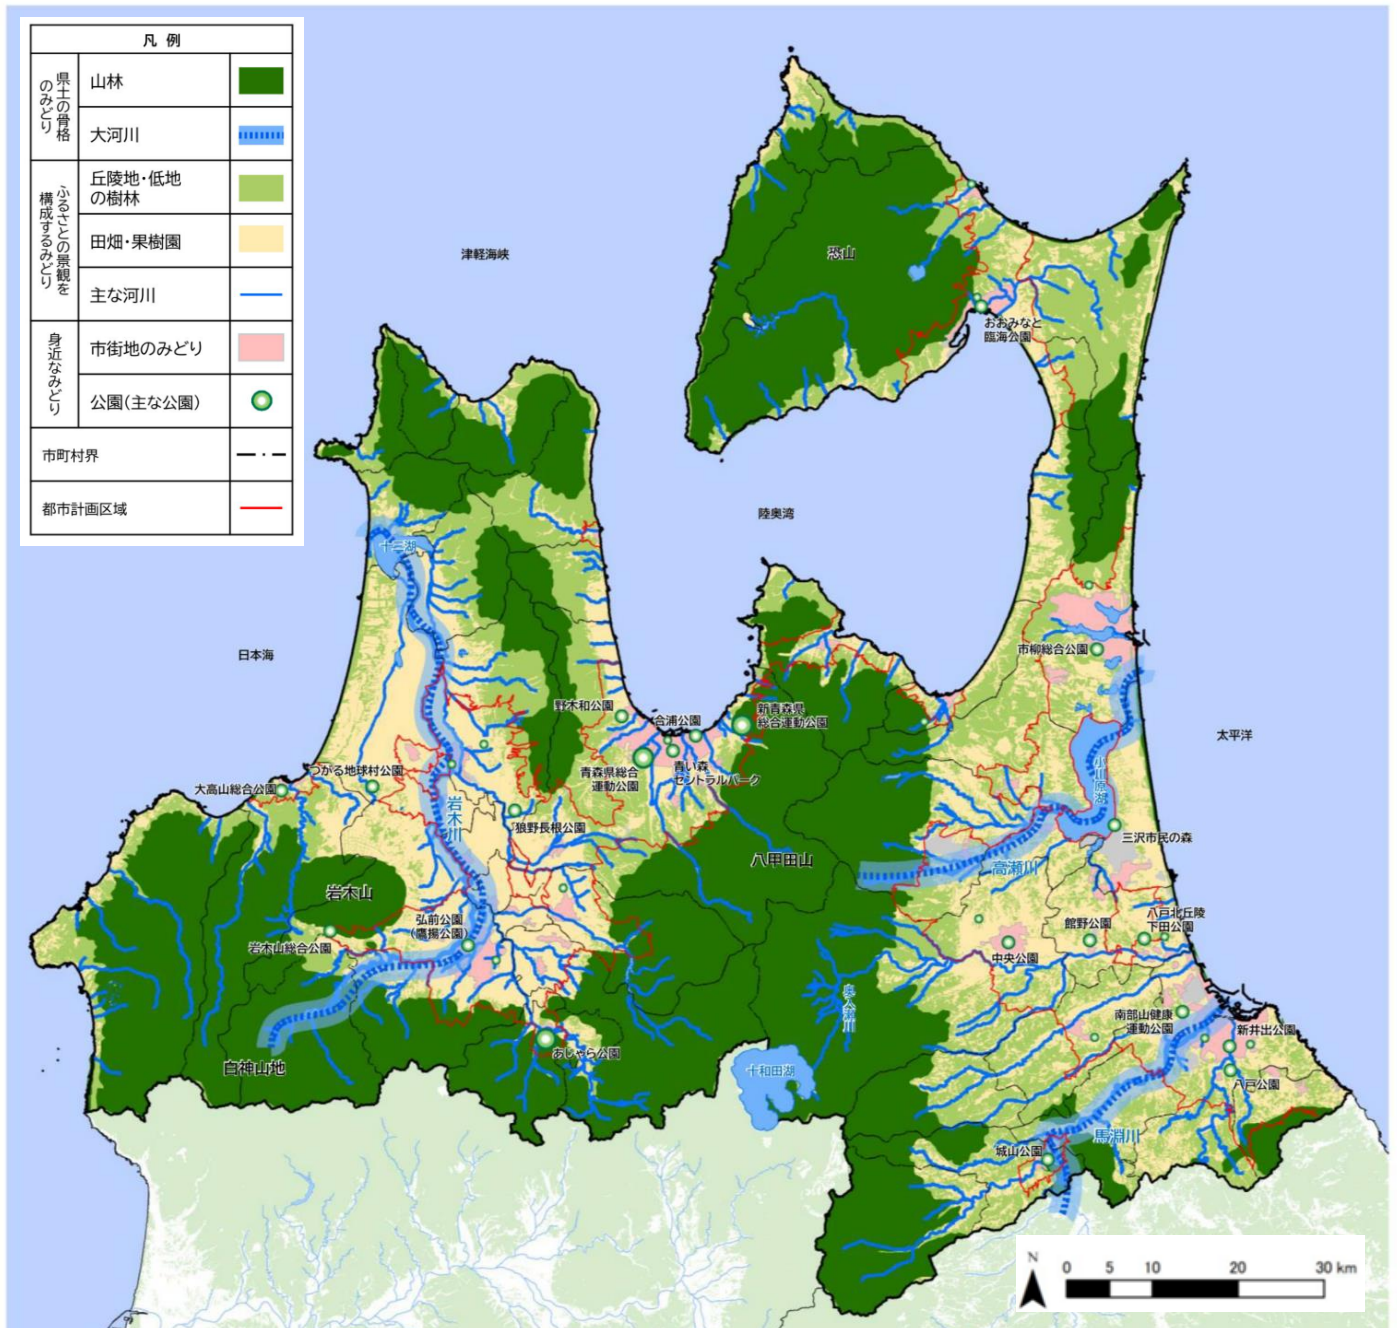 凡 例
県土の骨格
のみどり
山林
大河川
ふるさとの景観を
構成するみどり
丘陵地・低地
の樹林
田畑・果樹園
主な河川
身近なみどり
市街地のみどり
公園(主な公園)
市町村界
都市計画区域
津軽海峡
恐山
おおみなと
臨海公園
陸奥湾
十三湖
日本海
市柳総合公園
野木和公園
合浦公園
新青森県
総合運動公園
太平洋
小川原湖
青森県総合
運動公園
青い森
セントラルパーク
つがる地球村公園
大高山総合公園
岩木川
狼野長根公園
三沢市民の森
八甲田山
高瀬川
岩木山
弘前公園
(鷹揚公園)
岩木山総合公園
館野公園
八戸北丘陵
下田公園
中央公園
奥入瀬川
南部山健康
運動公園
新井田公園
あじゃら公園
白神山地
十和田湖
八戸公園
馬淵川
城山公園
N
0 5 10 20 30 km